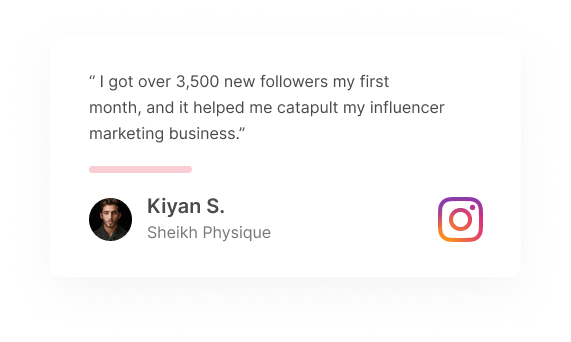 “ I got over 3,500 new followers my first
month, and it helped me catapult my influencer
marketing business.”
Kiyan S.
Sheikh Physique